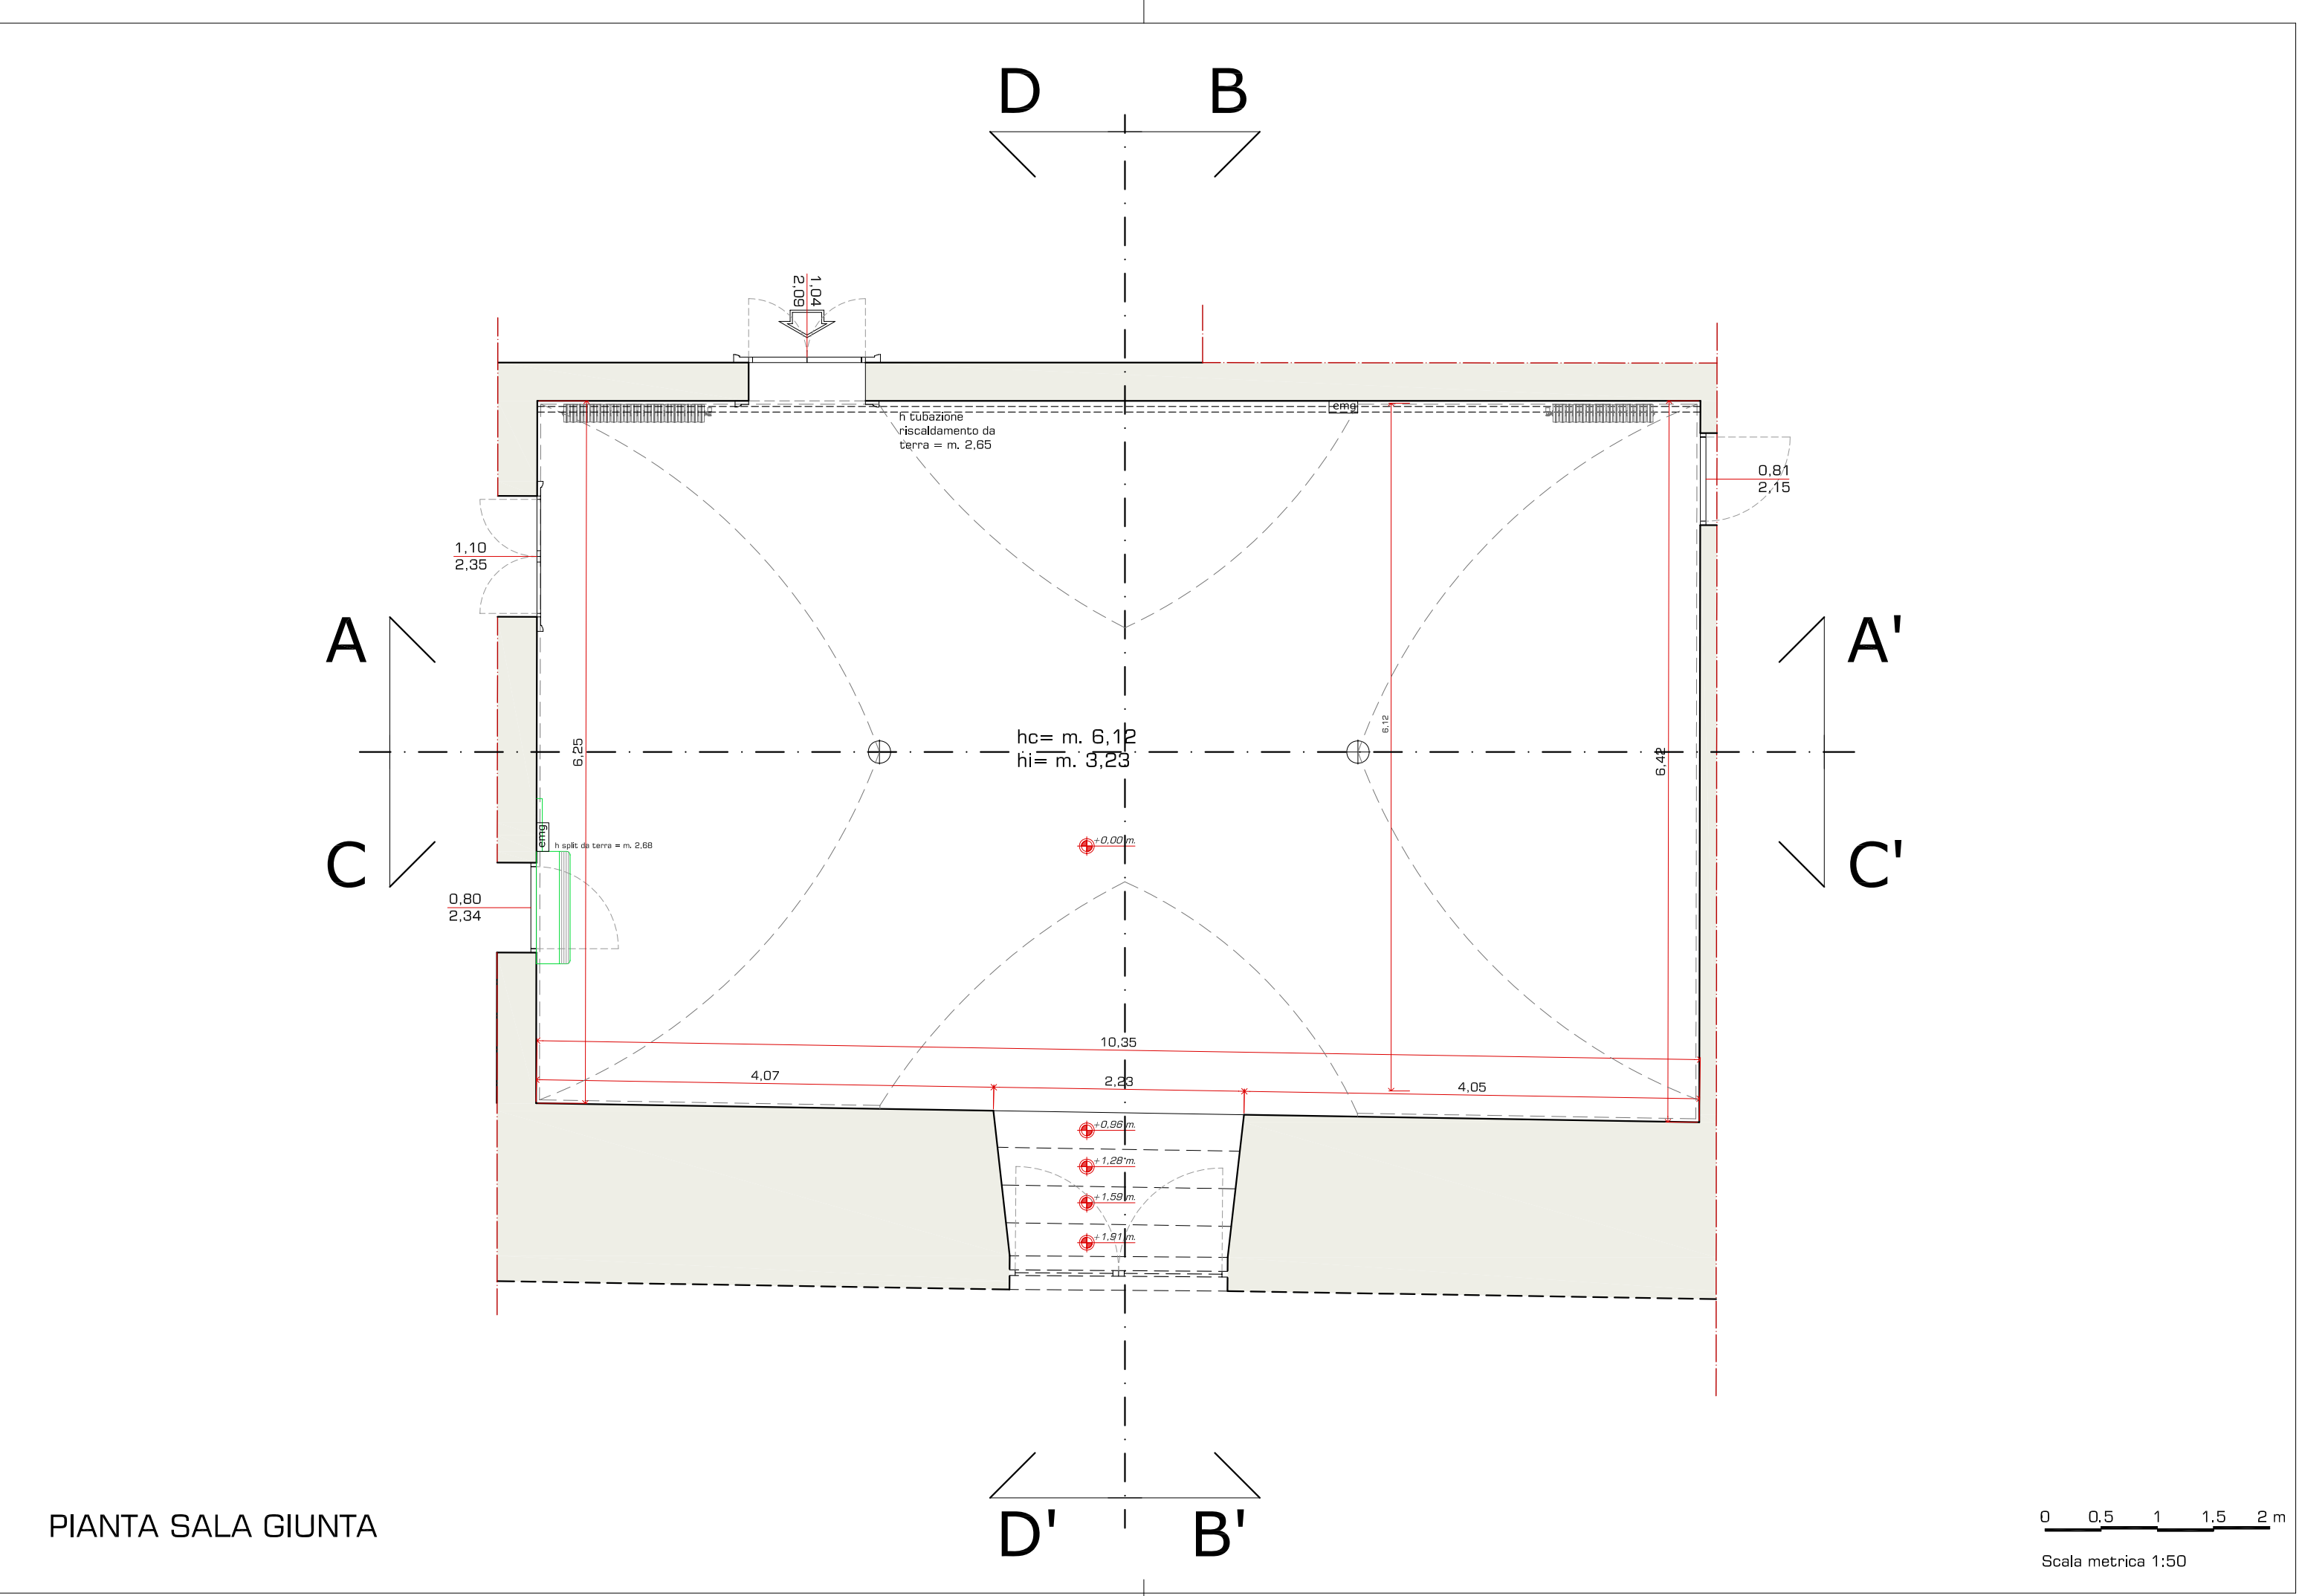 D B
1,04
2,09
emg
h tubazione
riscaldamento da
terra = m. 2,65
0,81
2,15
1,10
2,35
A A'
6,12
hc= m. 6,12
hi= m. 3,23
6,25
6,42
+0,00 m.
emg
h split da terra = m. 2,68
C C'
0,80
2,34
10,35
4,07
2,23
4,05
+0,96 m.
+1,28 m.
+1,59 m.
+1,91 m.
D' B'
PIANTA SALA GIUNTA
0 0.5 1 1.5 2 m
Scala metrica 1:50